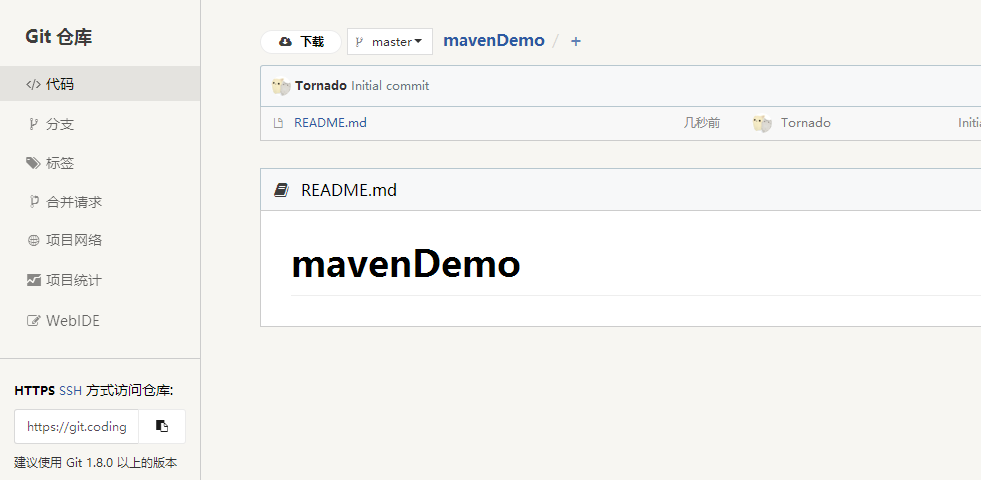 Git 仓库
代码
分支
标签
合并请求
项目网络
项目统计
WebIDE
HTTPS SSH 方式访问仓库:
https://git.coding
建议使用 Git 1.8.0 以上的版本
下载 master mavenDemo / +
Tornado Initial commit
README.md 几秒前 Tornado Initi
README.md
mavenDemo